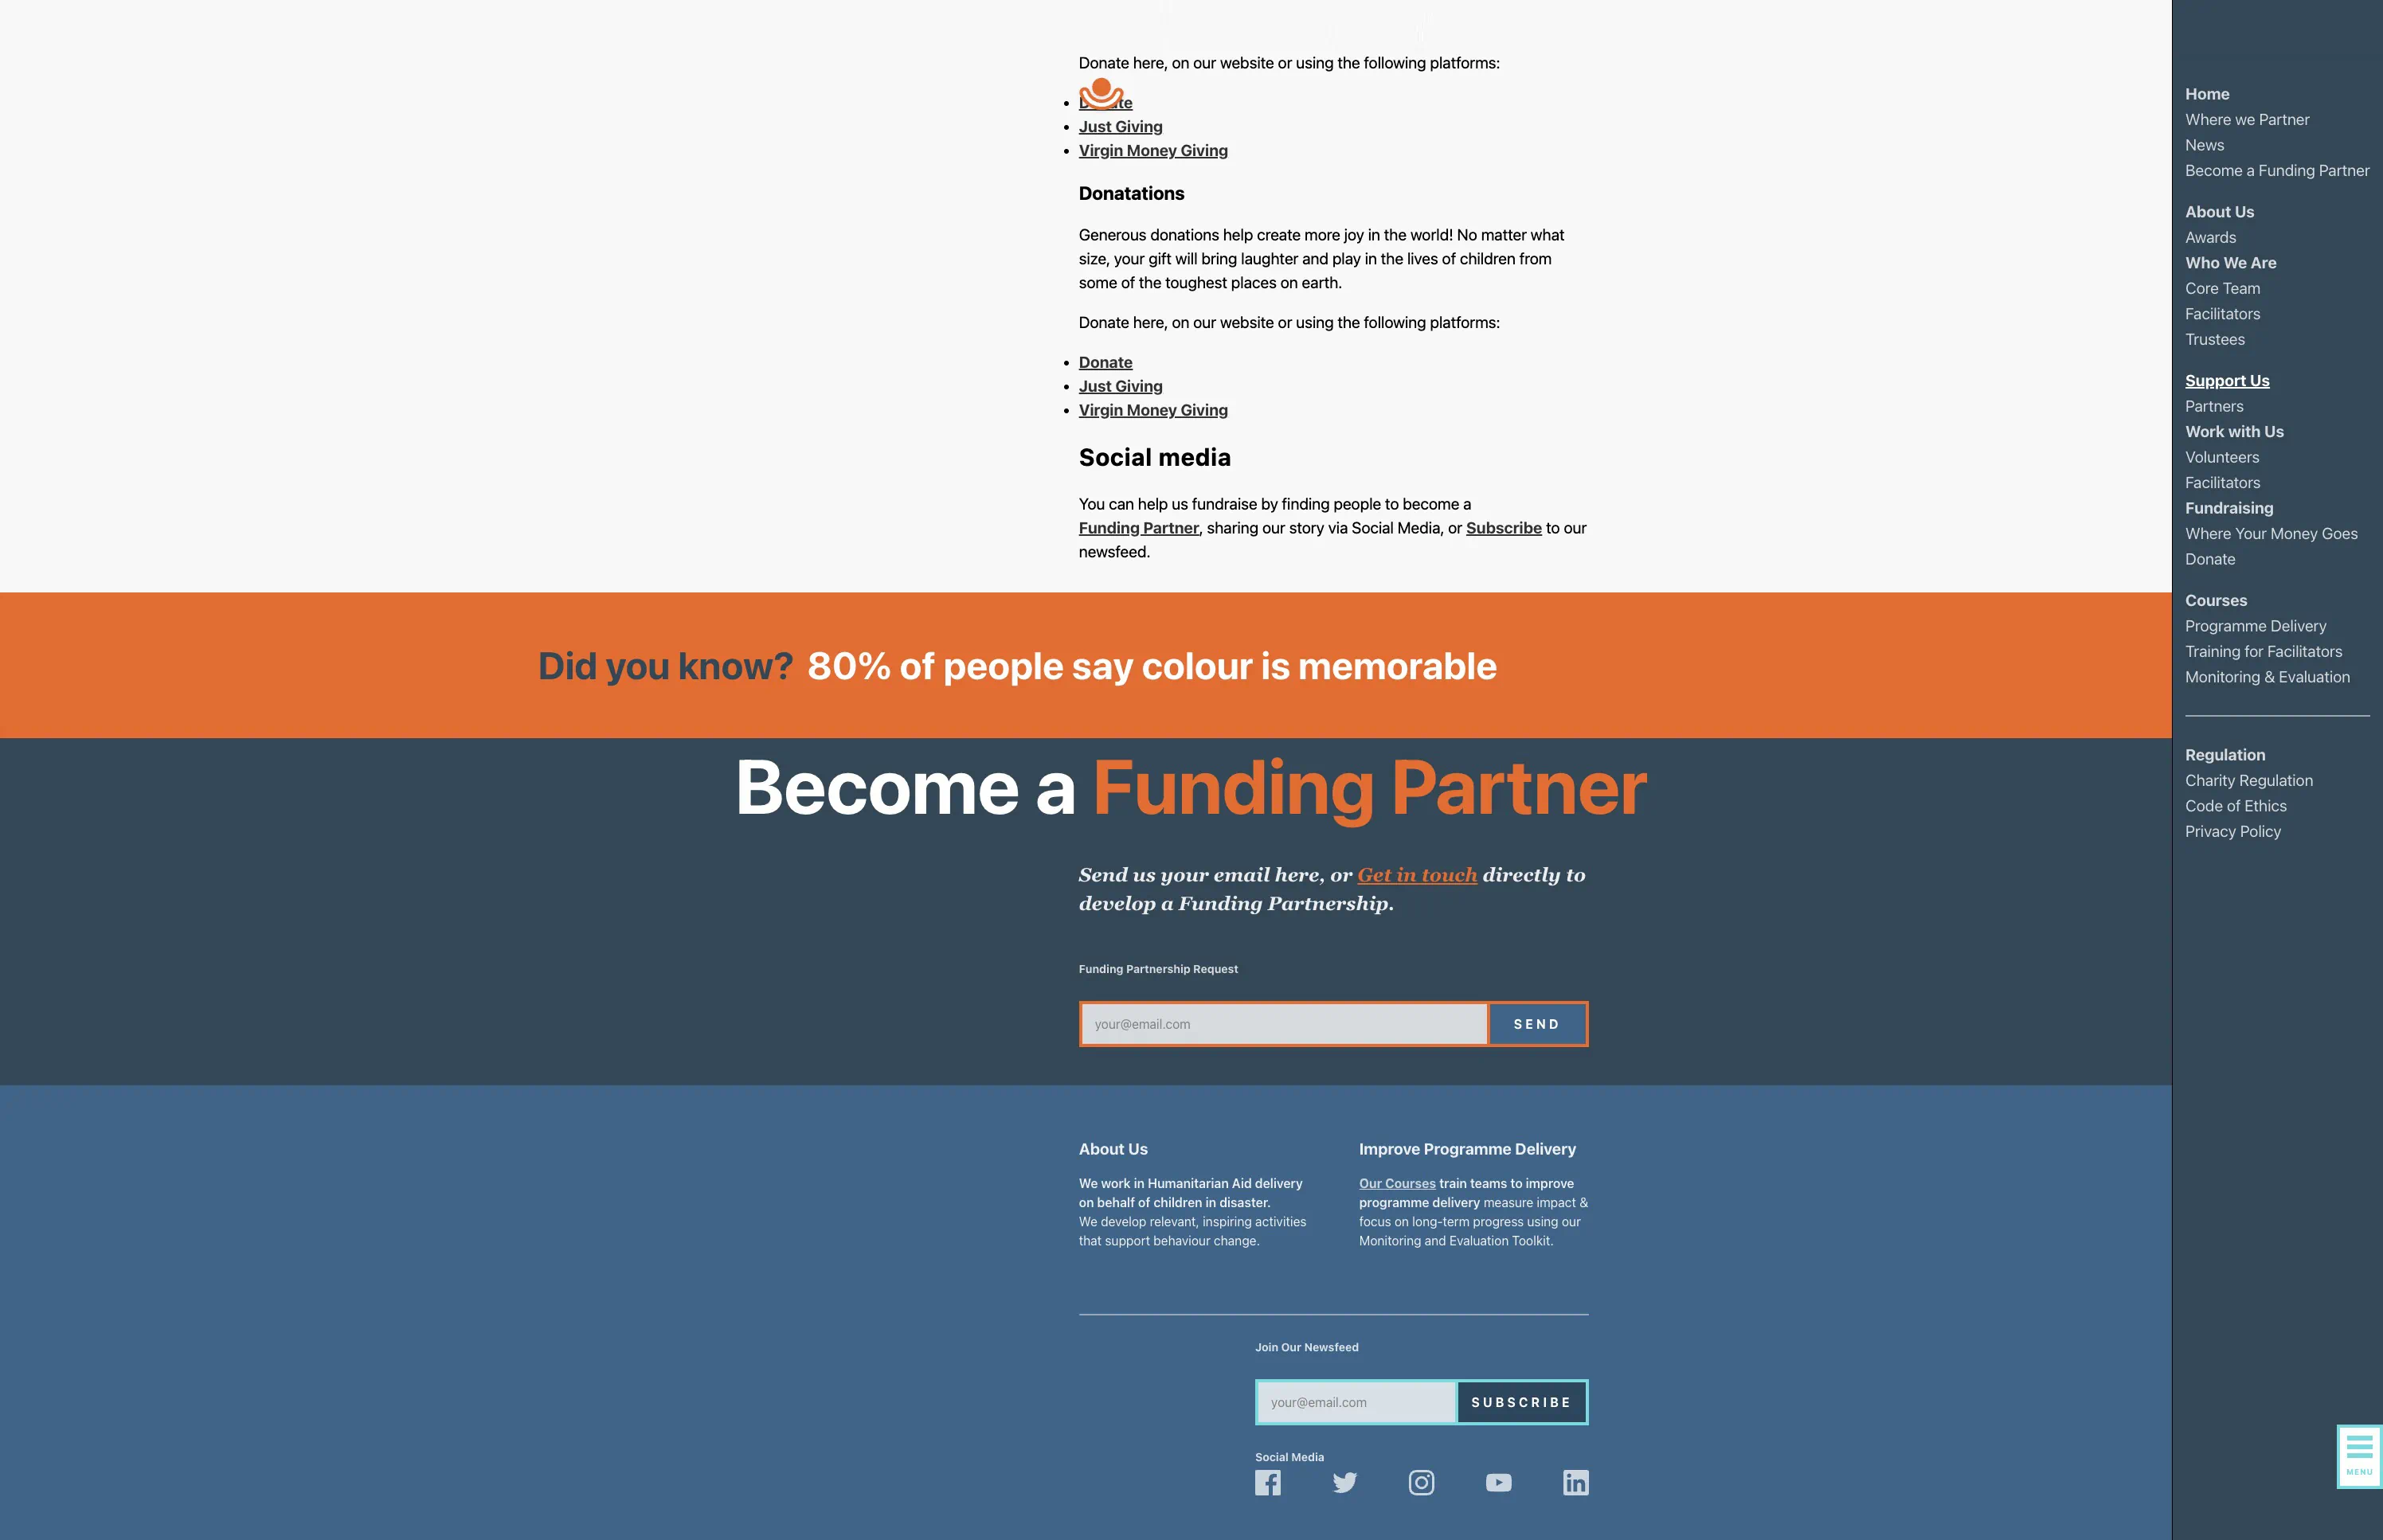 Donate here, on our website or using the following platforms:
Just Giving
Virgin Money Giving
Donatations
Generous donations help create more joy in the world! No matter what
size, your gift will bring laughter and play in the lives of children from
some of the toughest places on earth.
Donate here, on our website or using the following platforms:
Donate
Just Giving
Virgin Money Giving
Social media
You can help us fundraise by finding people to become a
Funding Partner, sharing our story via Social Media, or Subscribe to our
newsfeed.
Did you know? 80% of people say colour is memorable
Become a Funding Partner
Send us your email here, or Get in touch directly to
develop a Funding Partnership.
Funding Partnership Request
your@email.com
SEND
About Us
We work in Humanitarian Aid delivery
on behalf of children in disaster.
We develop relevant, inspiring activities
that support behaviour change.
Improve Programme Delivery
Our Courses train teams to improve
programme delivery measure impact &
focus on long-term progress using our
Monitoring and Evaluation Toolkit.
Join Our Newsfeed
your@email.com
SUBSCRIBE
Social Media
Home
Where we Partner
News
Become a Funding Partner
About Us
Awards
Who We Are
Core Team
Facilitators
Trustees
Support Us
Partners
Work with Us
Volunteers
Facilitators
Fundraising
Where Your Money Goes
Donate
Courses
Programme Delivery
Training for Facilitators
Monitoring & Evaluation
Regulation
Charity Regulation
Code of Ethics
Privacy Policy
MENU